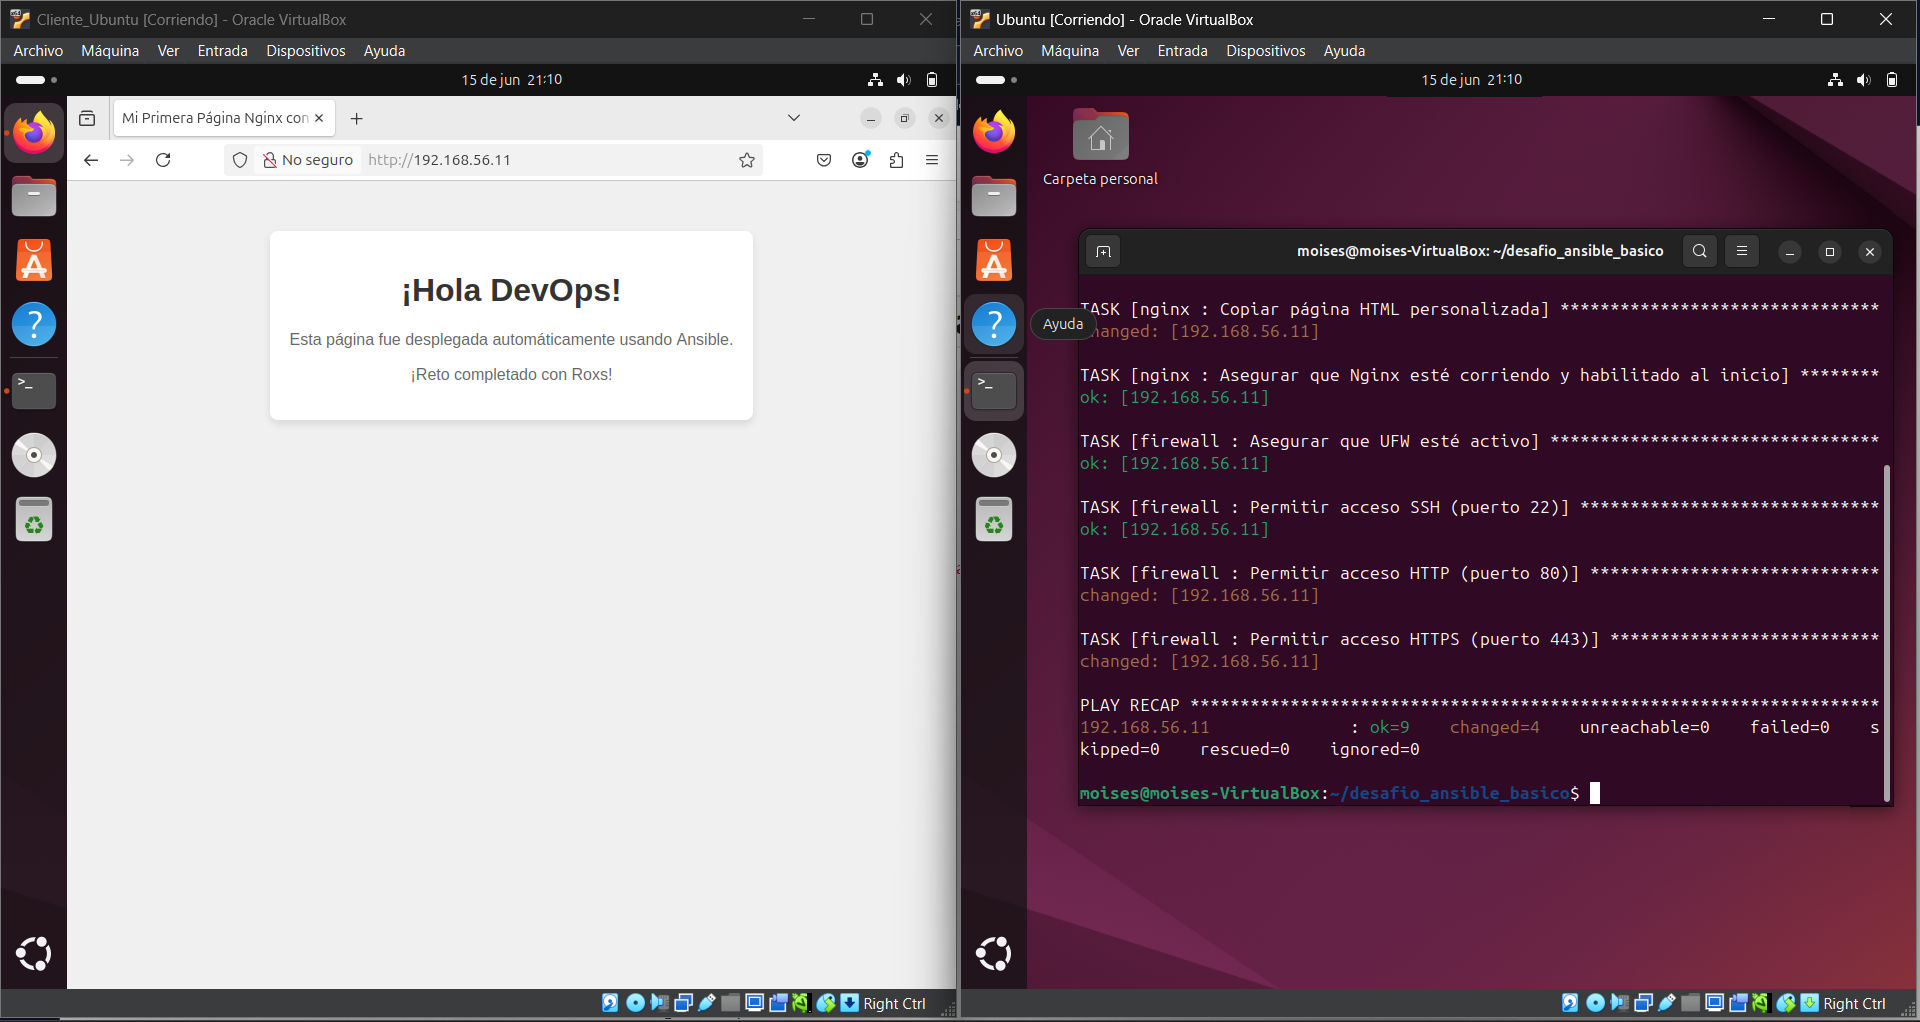 Cliente_Ubuntu [Corriendo] - Oracle VirtualBox
Archivo Máquina Ver Entrada Dispositivos Ayuda
15 de jun 21:10
Mi Primera Página Nginx con
No seguro http://192.168.56.11
¡Hola DevOps!
Esta página fue desplegada automáticamente usando Ansible.
¡Reto completado con Roxs!
Right Ctrl
Ubuntu [Corriendo] - Oracle VirtualBox
Archivo Máquina Ver Entrada Dispositivos Ayuda
15 de jun 21:10
Carpeta personal
Ayuda
moises@moises-VirtualBox: ~/desafio_ansible_basico
TASK [nginx : Copiar página HTML personalizada] ********************************
changed: [192.168.56.11]
TASK [nginx : Asegurar que Nginx esté corriendo y habilitado al inicio] ********
ok: [192.168.56.11]
TASK [firewall : Asegurar que UFW esté activo] *********************************
ok: [192.168.56.11]
TASK [firewall : Permitir acceso SSH (puerto 22)] ******************************
ok: [192.168.56.11]
TASK [firewall : Permitir acceso HTTP (puerto 80)] *****************************
changed: [192.168.56.11]
TASK [firewall : Permitir acceso HTTPS (puerto 443)] ***************************
changed: [192.168.56.11]
PLAY RECAP *********************************************************************
192.168.56.11 : ok=9 changed=4 unreachable=0 failed=0 s
kipped=0 rescued=0 ignored=0
moises@moises-VirtualBox:~/desafio_ansible_basico$
Right Ctrl